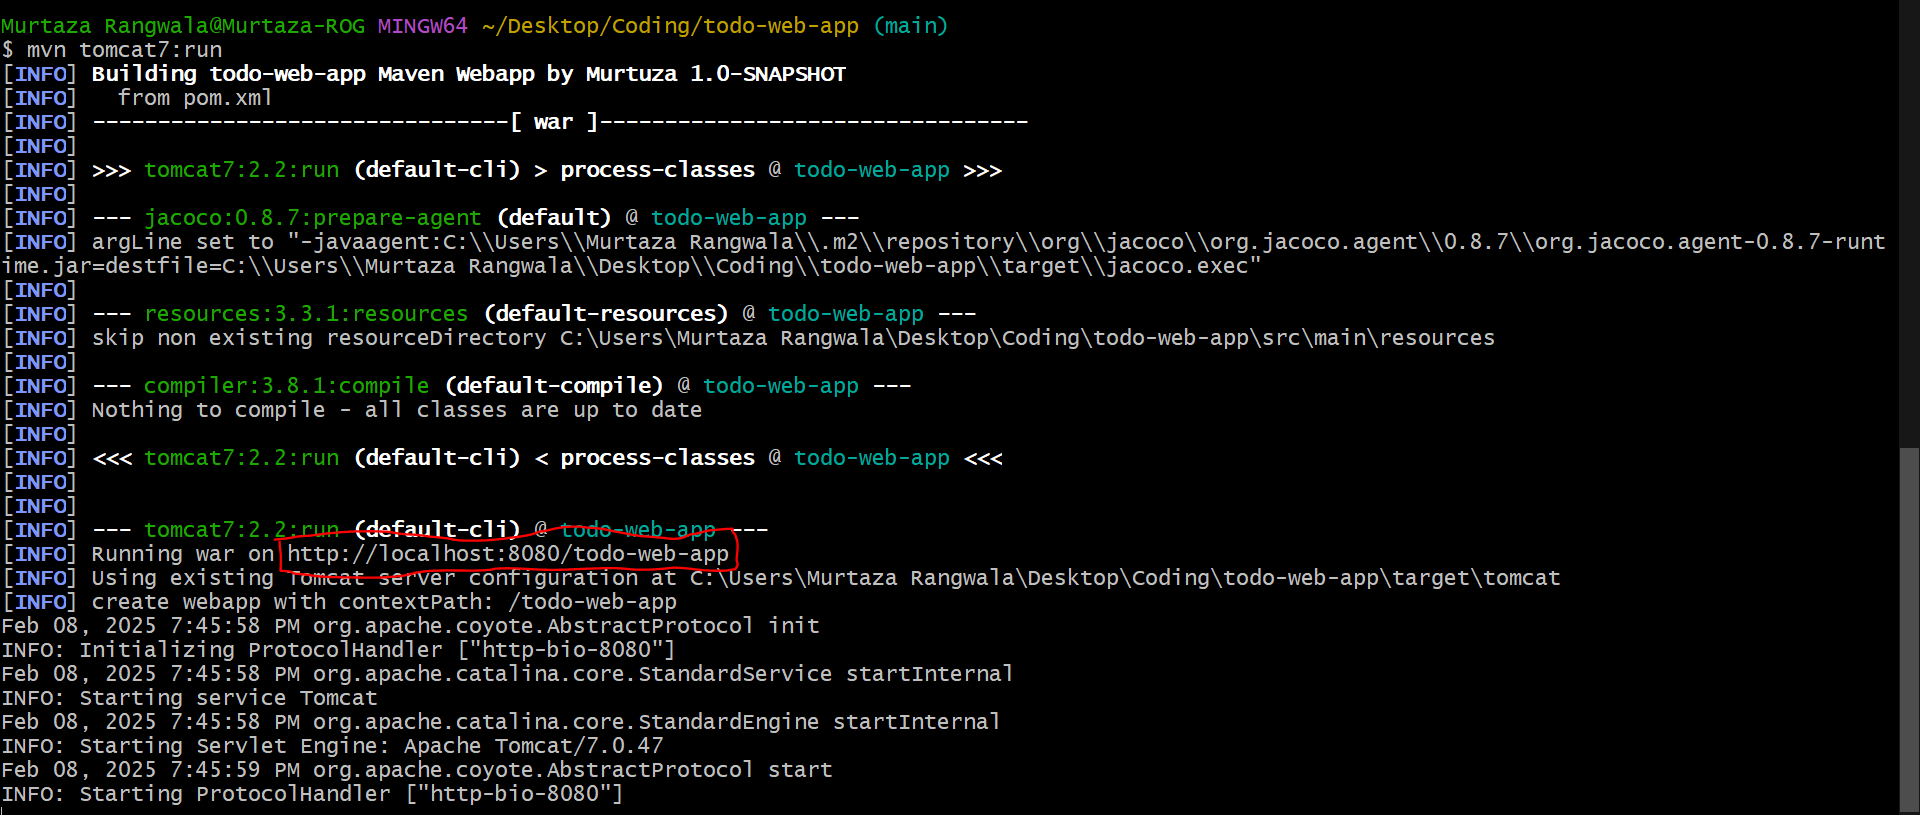 Murtaza Rangwala@Murtaza-ROG MINGW64 ~/Desktop/Coding/todo-web-app (main)
$ mvn tomcat7:run
[INFO] Building todo-web-app Maven Webapp by Murtuza 1.0-SNAPSHOT
[INFO]   from pom.xml
[INFO] --------------------------------[ war ]---------------------------------
[INFO]
[INFO] >>> tomcat7:2.2:run (default-cli) > process-classes @ todo-web-app >>>
[INFO]
[INFO] --- jacoco:0.8.7:prepare-agent (default) @ todo-web-app ---
[INFO] argLine set to "-javaagent:C:\\Users\\Murtaza Rangwala\\.m2\\repository\\org\\jacoco\\org.jacoco.agent\\0.8.7\\org.jacoco.agent-0.8.7-runt
ime.jar=destfile=C:\\Users\\Murtaza Rangwala\\Desktop\\Coding\\todo-web-app\\target\\jacoco.exec"
[INFO]
[INFO] --- resources:3.3.1:resources (default-resources) @ todo-web-app ---
[INFO] skip non existing resourceDirectory C:\Users\Murtaza Rangwala\Desktop\Coding\todo-web-app\src\main\resources
[INFO]
[INFO] --- compiler:3.8.1:compile (default-compile) @ todo-web-app ---
[INFO] Nothing to compile - all classes are up to date
[INFO]
[INFO] <<< tomcat7:2.2:run (default-cli) < process-classes @ todo-web-app <<<
[INFO]
[INFO]
[INFO] --- tomcat7:2.2:run (default-cli) @ todo-web-app ---
[INFO] Running war on http://localhost:8080/todo-web-app
[INFO] Using existing Tomcat server configuration at C:\Users\Murtaza Rangwala\Desktop\Coding\todo-web-app\target\tomcat
[INFO] create webapp with contextPath: /todo-web-app
Feb 08, 2025 7:45:58 PM org.apache.coyote.AbstractProtocol init
INFO: Initializing ProtocolHandler ["http-bio-8080"]
Feb 08, 2025 7:45:58 PM org.apache.catalina.core.StandardService startInternal
INFO: Starting service Tomcat
Feb 08, 2025 7:45:58 PM org.apache.catalina.core.StandardEngine startInternal
INFO: Starting Servlet Engine: Apache Tomcat/7.0.47
Feb 08, 2025 7:45:59 PM org.apache.coyote.AbstractProtocol start
INFO: Starting ProtocolHandler ["http-bio-8080"]